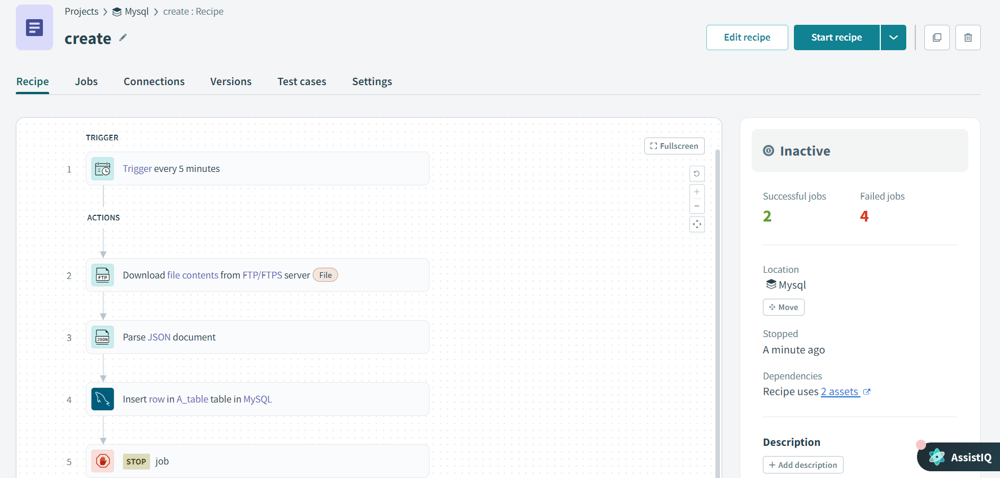 Projects > Mysql > create : Recipe
create
Edit recipe
Start recipe
Recipe
Jobs
Connections
Versions
Test cases
Settings
TRIGGER
Fullscreen
1
Trigger every 5 minutes
ACTIONS
2
FTP
Download file contents from FTP/FTPS server File
3
JSON
Parse JSON document
4
Insert row in A_table table in MySQL
5
STOP job
Inactive
Successful jobs
Failed jobs
2
4
Location
Mysql
Move
Stopped
A minute ago
Dependencies
Recipe uses 2 assets
Description
+ Add description
AssistIQ